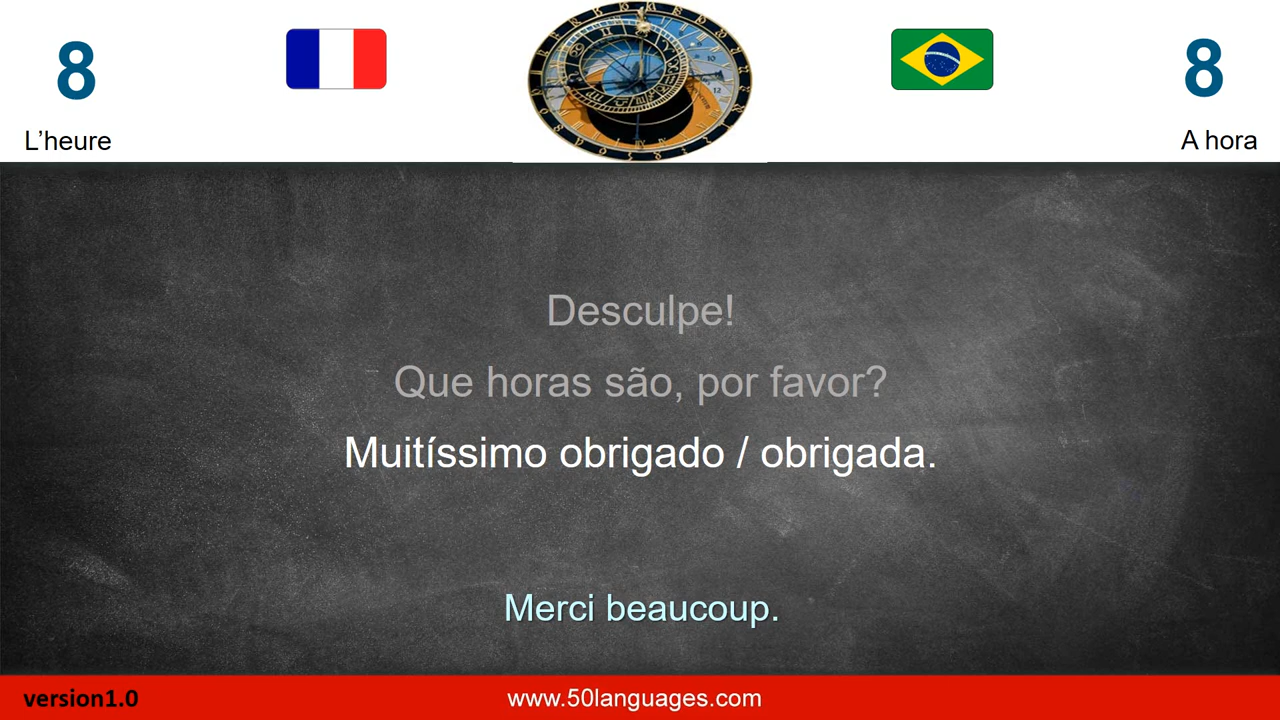 8
8
L'heure
A hora
Desculpe!
Que horas são, por favor?
Muitíssimo obrigado / obrigada.
Merci beaucoup.
version1.0
www.50languages.com